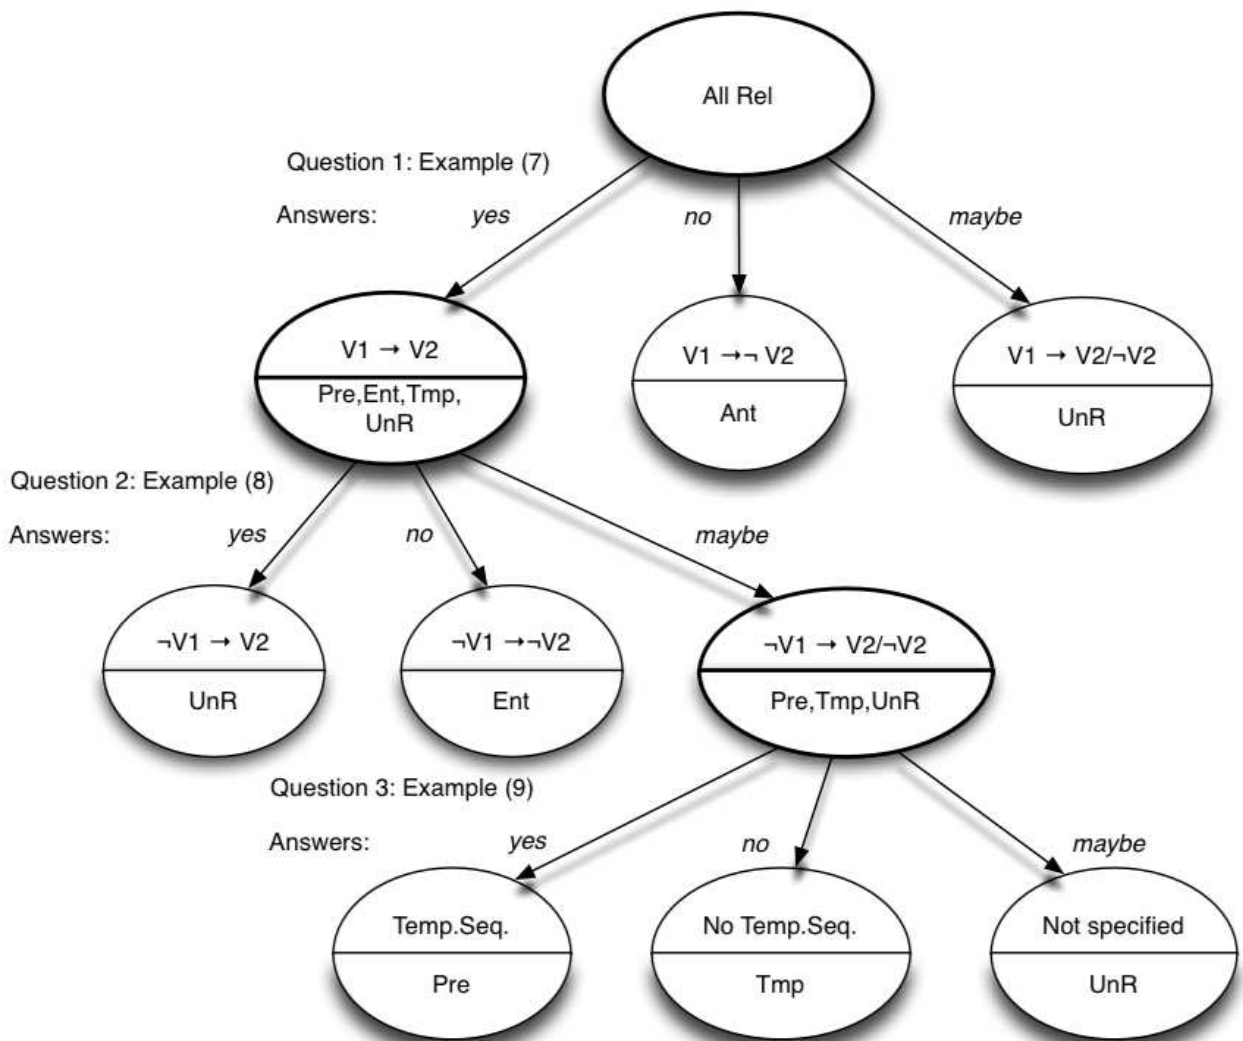 All Rel
Question 1: Example (7)
Answers: yes no maybe
V1 → V2
Pre,Ent,Tmp,
UnR
V1 →¬ V2
Ant
V1 → V2/¬V2
UnR
Question 2: Example (8)
Answers: yes no maybe
¬V1 → V2
UnR
¬V1 →¬V2
Ent
¬V1 → V2/¬V2
Pre,Tmp,UnR
Question 3: Example (9)
Answers: yes no maybe
Temp.Seq.
Pre
No Temp.Seq.
Tmp
Not specified
UnR